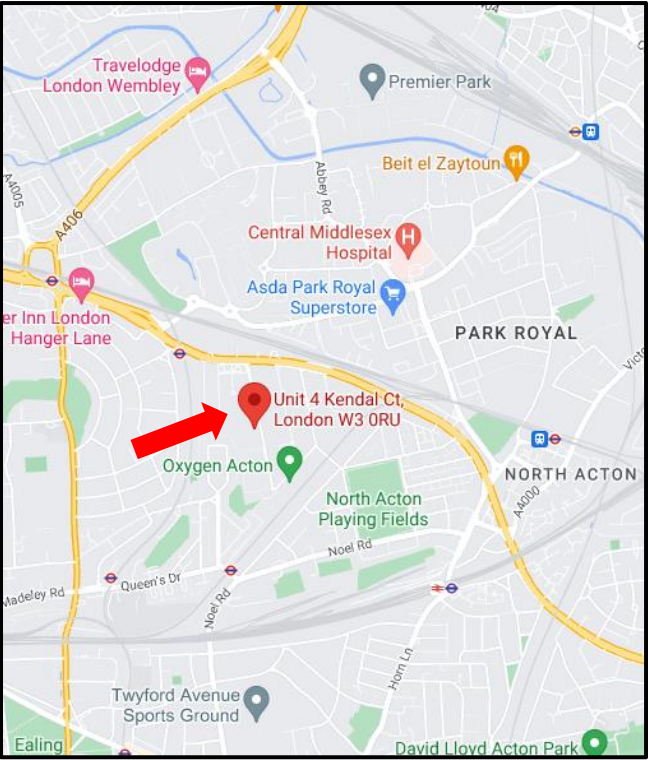 A04
Travelodge
London Wembley
Premier Park
Beit el Zaytoun
Abbey Rd
A4005
A406
Central Middlesex
Hospital
H
Asda Park Royal
Superstore
er Inn London
Hanger Lane
PARK ROYAL
Victo
Unit 4 Kendal Ct,
London W3 0RU
Oxygen Acton
NORTH ACTON
North Acton
Playing Fields
A4000
Noel Rd
Queen's Dr
Madeley Rd
Noel Rd
Horn Ln
Twyford Avenue
Sports Ground
Ealing
David Lloyd Acton Park